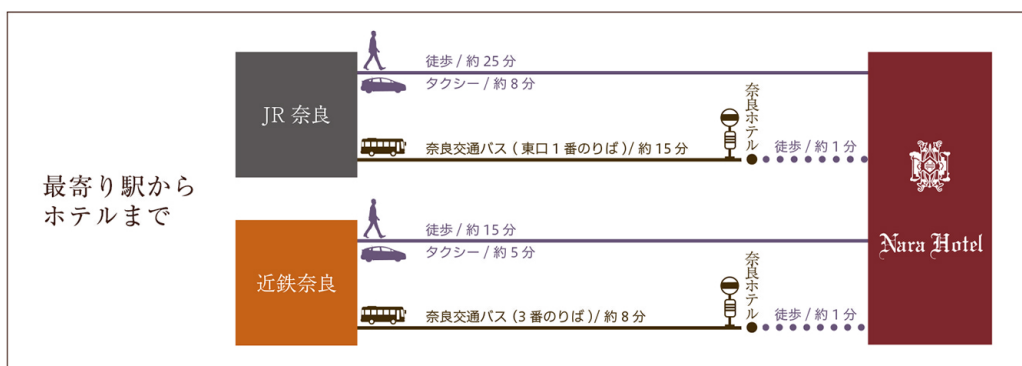 最寄り駅から
ホテルまで
JR 奈良
徒歩 / 約 25 分
タクシー / 約 8 分
奈良交通バス ( 東口 1 番のりば )/ 約 15 分
奈良ホテル
徒歩 / 約 1 分
近鉄奈良
徒歩 / 約 15 分
タクシー / 約 5 分
奈良交通バス (3 番のりば )/ 約 8 分
奈良ホテル
徒歩 / 約 1 分
Nara Hotel